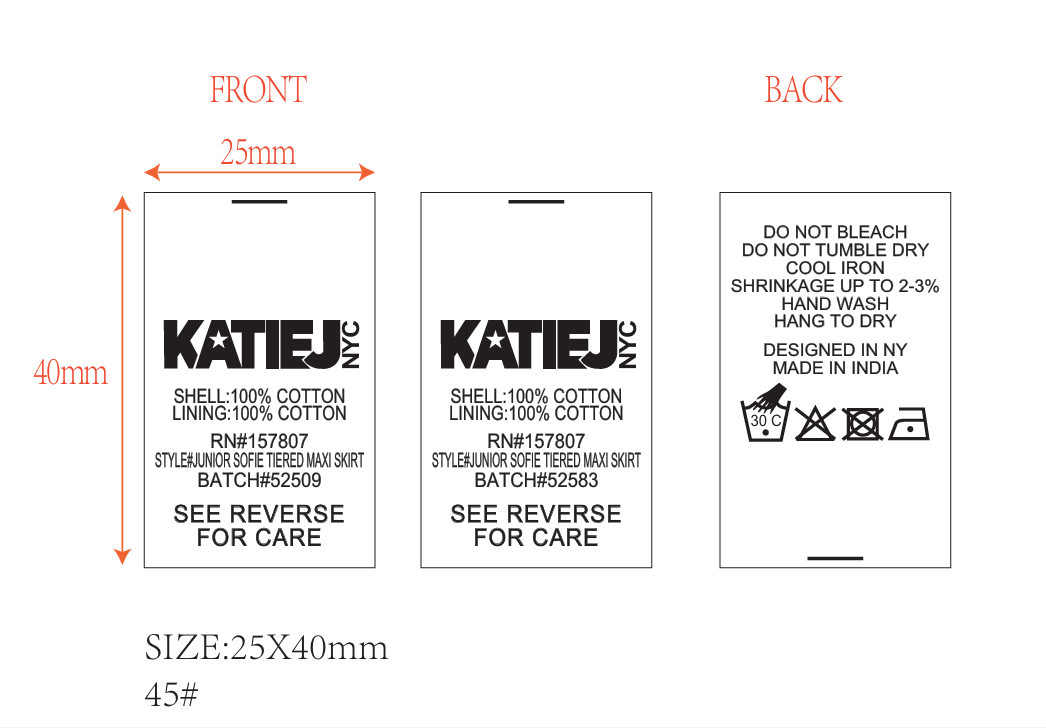 FRONT
BACK
25mm
40mm
KATIEJ NYC
SHELL:100% COTTON
LINING:100% COTTON
RN#157807
STYLE#JUNIOR SOFIE TIERED MAXI SKIRT
BATCH#52509
SEE REVERSE
FOR CARE
KATIEJ NYC
SHELL:100% COTTON
LINING:100% COTTON
RN#157807
STYLE#JUNIOR SOFIE TIERED MAXI SKIRT
BATCH#52583
SEE REVERSE
FOR CARE
DO NOT BLEACH
DO NOT TUMBLE DRY
COOL IRON
SHRINKAGE UP TO 2-3%
HAND WASH
HANG TO DRY
DESIGNED IN NY
MADE IN INDIA
30 C
SIZE:25X40mm
45#